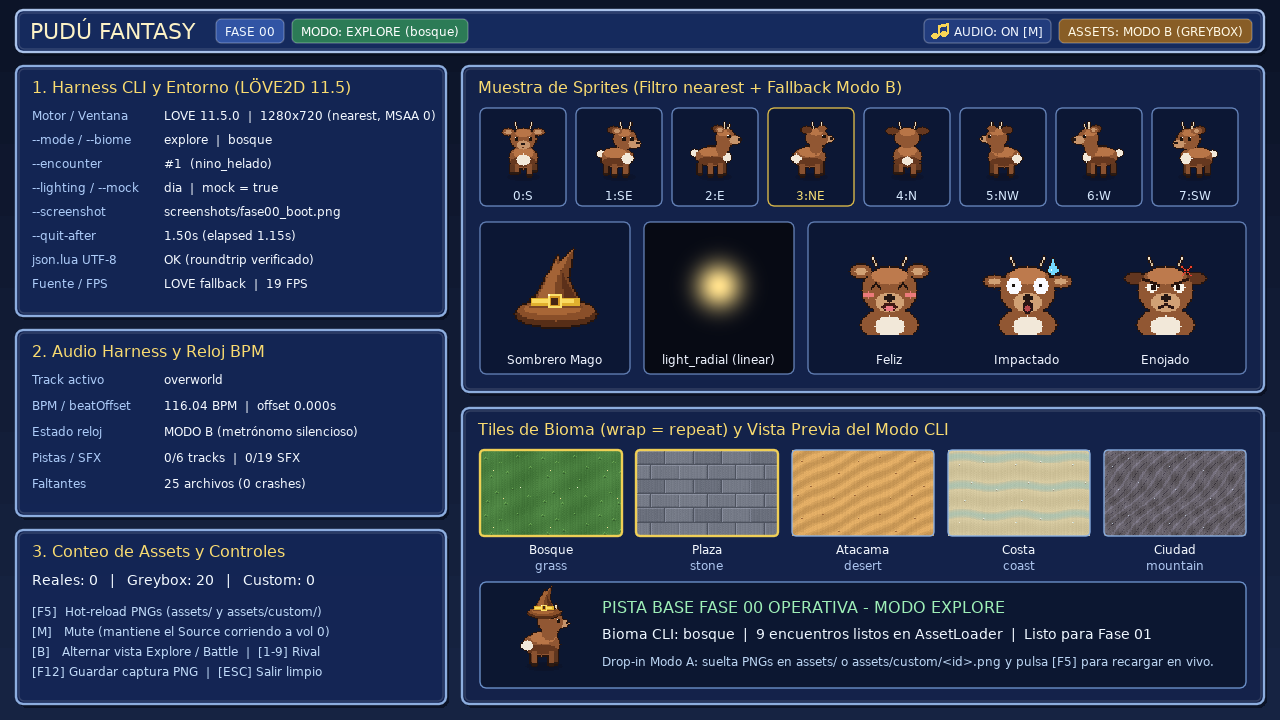 PUDÚ FANTASY
FASE 00
MODO: EXPLORE (bosque)
AUDIO: ON [M]
ASSETS: MODO B (GREYBOX)
1. Harness CLI y Entorno (LÖVE2D 11.5)
Motor / Ventana LOVE 11.5.0 | 1280x720 (nearest, MSAA 0)
--mode / --biome explore | bosque
--encounter #1 (nino_helado)
--lighting / --mock dia | mock = true
--screenshot screenshots/fase00_boot.png
--quit-after 1.50s (elapsed 1.15s)
json.lua UTF-8 OK (roundtrip verificado)
Fuente / FPS LOVE fallback | 19 FPS
2. Audio Harness y Reloj BPM
Track activo overworld
BPM / beatOffset 116.04 BPM | offset 0.000s
Estado reloj MODO B (metrónomo silencioso)
Pistas / SFX 0/6 tracks | 0/19 SFX
Faltantes 25 archivos (0 crashes)
3. Conteo de Assets y Controles
Reales: 0 | Greybox: 20 | Custom: 0
[F5] Hot-reload PNGs (assets/ y assets/custom/)
[M] Mute (mantiene el Source corriendo a vol 0)
[B] Alternar vista Explore / Battle | [1-9] Rival
[F12] Guardar captura PNG | [ESC] Salir limpio
Muestra de Sprites (Filtro nearest + Fallback Modo B)
0:S
1:SE
2:E
3:NE
4:N
5:NW
6:W
7:SW
Sombrero Mago
light_radial (linear)
Feliz
Impactado
Enojado
Tiles de Bioma (wrap = repeat) y Vista Previa del Modo CLI
Bosque
grass
Plaza
stone
Atacama
desert
Costa
coast
Ciudad
mountain
PISTA BASE FASE 00 OPERATIVA - MODO EXPLORE
Bioma CLI: bosque | 9 encuentros listos en AssetLoader | Listo para Fase 01
Drop-in Modo A: suelta PNGs en assets/ o assets/custom/<id>.png y pulsa [F5] para recargar en vivo.